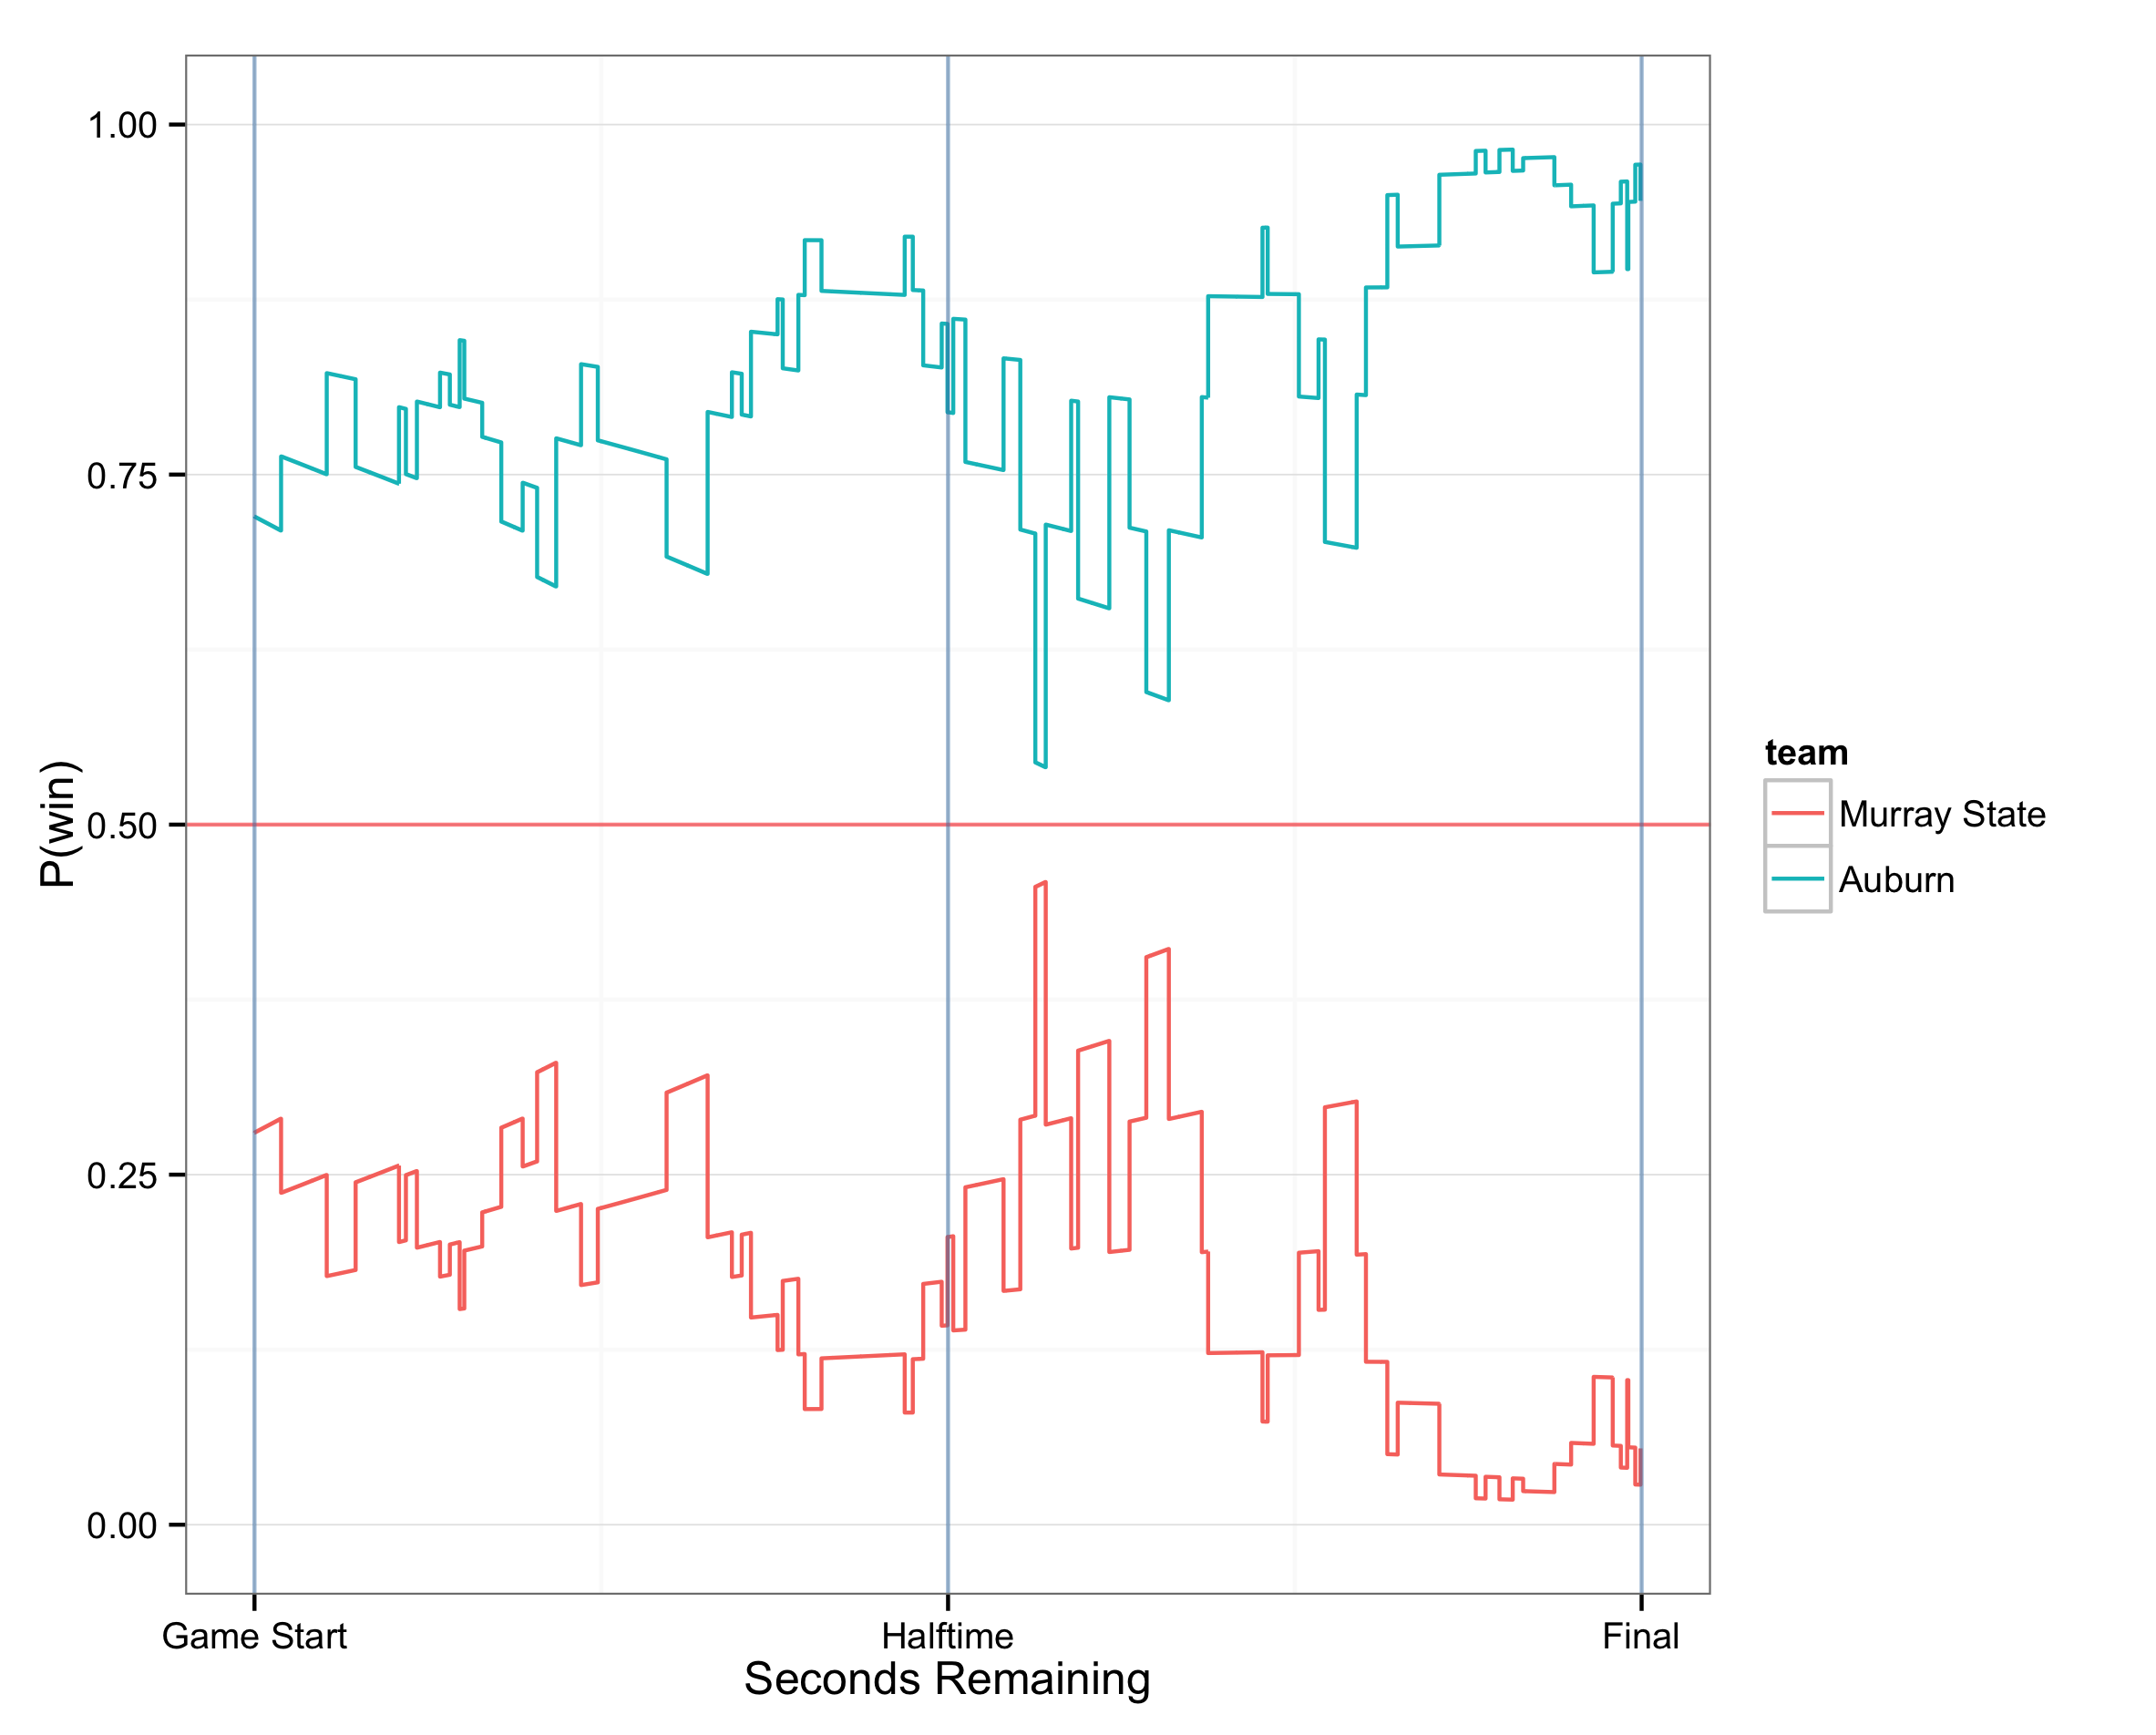 1.00
0.75
0.50
0.25
0.00
P(win)
Game Start
Halftime
Final
Seconds Remaining
team
Murray State
Auburn